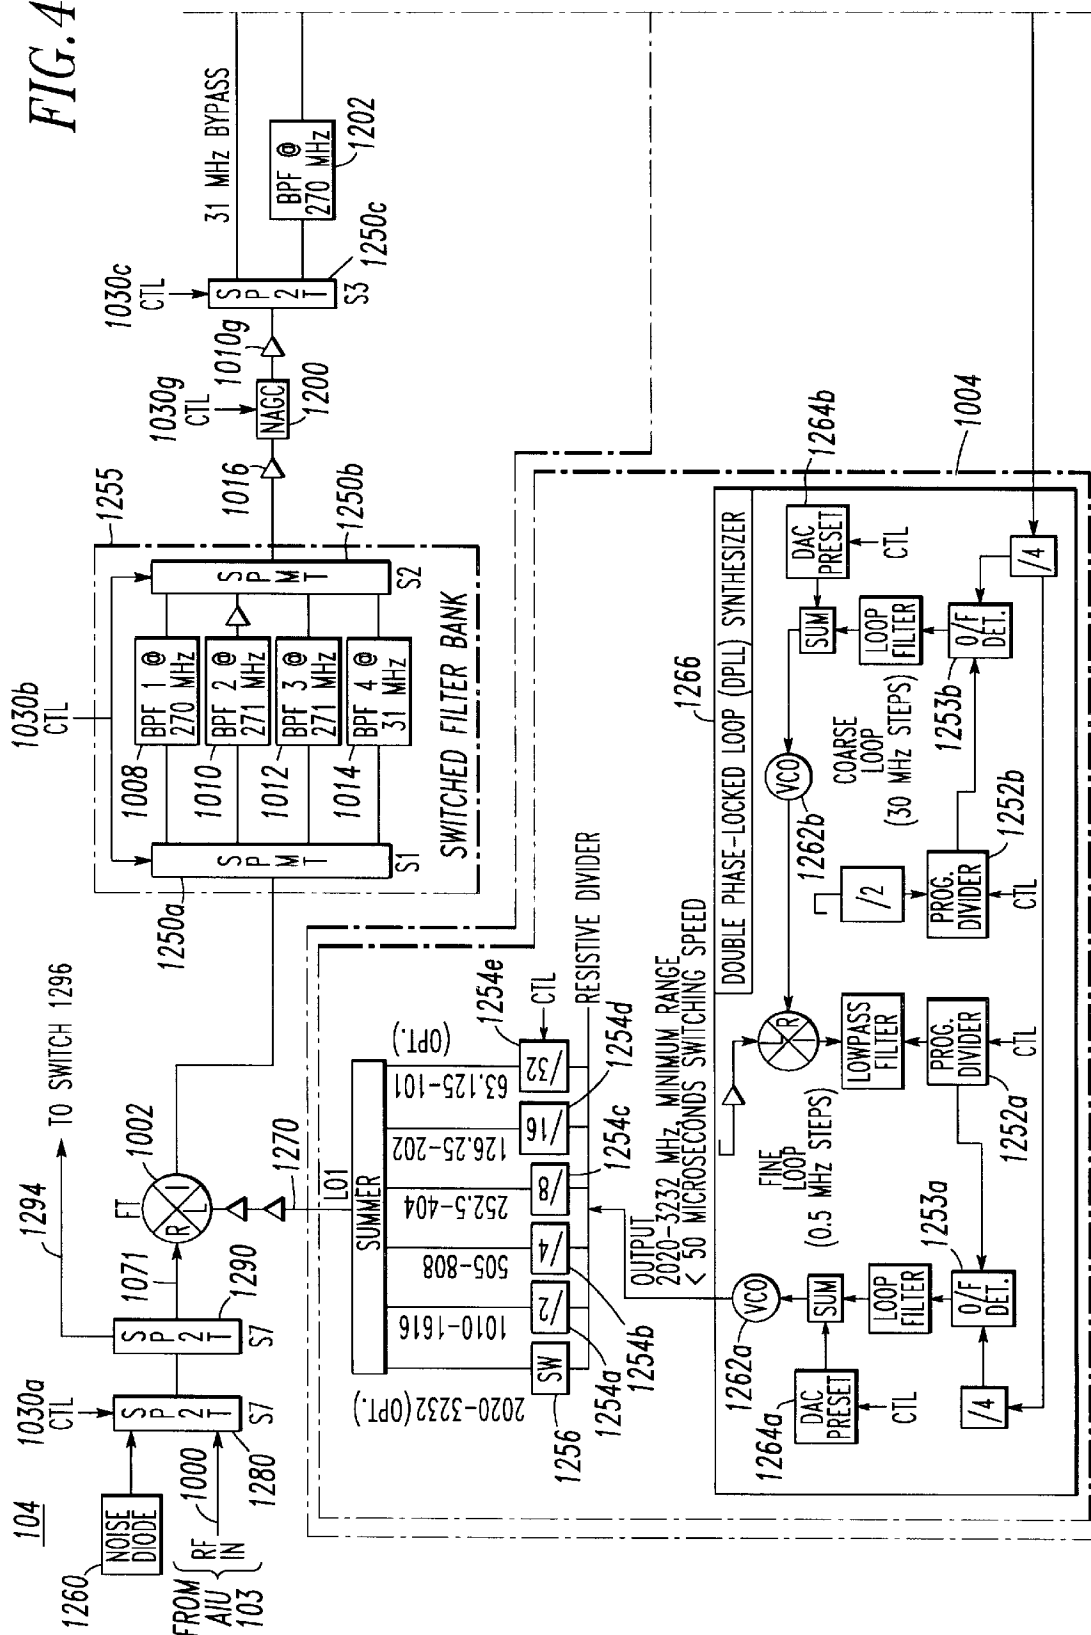 FIG. 4
104
1260
NOISE
DIODE
FROM
AIU
103
RF
IN
1000
1280
1030a
CTL
SP2T
S7
1294
TO SWITCH 1296
SP2T
S7
1290
1071
FT
1002
R
L
I
1270
1250a
1030b
CTL
1255
SPMT
S1
1008
BPF 1 @
270 MHz
1010
BPF 2 @
271 MHz
1012
BPF 3 @
271 MHz
1014
BPF 4 @
31 MHz
SPMT
S2
1250b
SWITCHED FILTER BANK
1016
1030g
CTL
NAGC
1200
1010g
1030c
CTL
SP2T
S3
1250c
31 MHz BYPASS
BPF @
270 MHz
1202
LO1
SUMMER
2020-3232 (OPT.)
1010-1616
505-808
252.5-404
126.25-202
63.125-101
(OPT.)
SW
1256
/2
1254a
/4
1254b
/8
1254c
/16
1254d
/32
1254e
CTL
RESISTIVE DIVIDER
OUTPUT
2020-3232 MHz, MINIMUM RANGE
< 50 MICROSECONDS SWITCHING SPEED
1266
DOUBLE PHASE-LOCKED LOOP (DPLL) SYNTHESIZER
1004
1264a
DAC
PRESET
CTL
1262a
VCO
SUM
LOOP
FILTER
1253a
O/F
DET.
/4
FINE
LOOP
(0.5 MHz STEPS)
L
R
I
LOWPASS
FILTER
PROG.
DIVIDER
1252a
CTL
/2
PROG.
DIVIDER
1252b
CTL
VCO
1262b
COARSE
LOOP
(30 MHz STEPS)
1264b
DAC
PRESET
CTL
SUM
LOOP
FILTER
O/F
DET.
1253b
/4